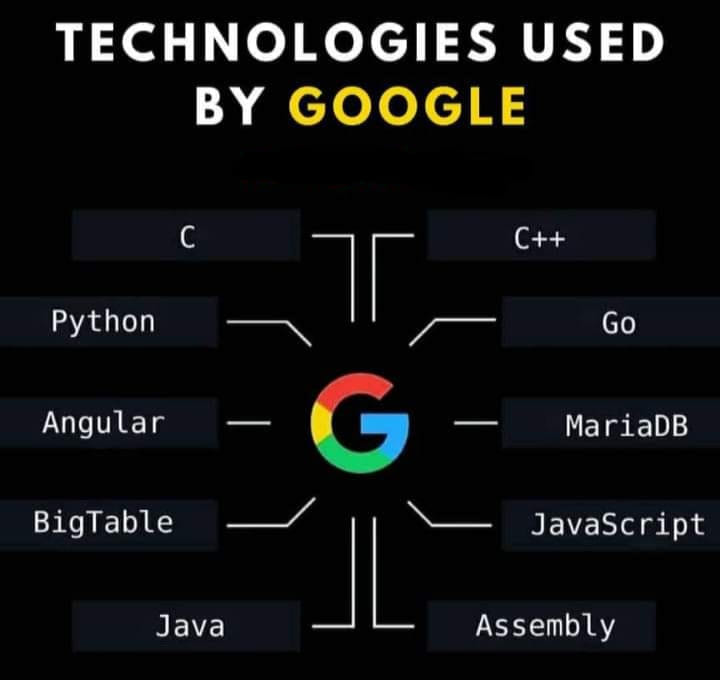 TECHNOLOGIES USED
BY GOOGLE
C
C++
Python
Go
Angular
MariaDB
BigTable
JavaScript
Java
Assembly